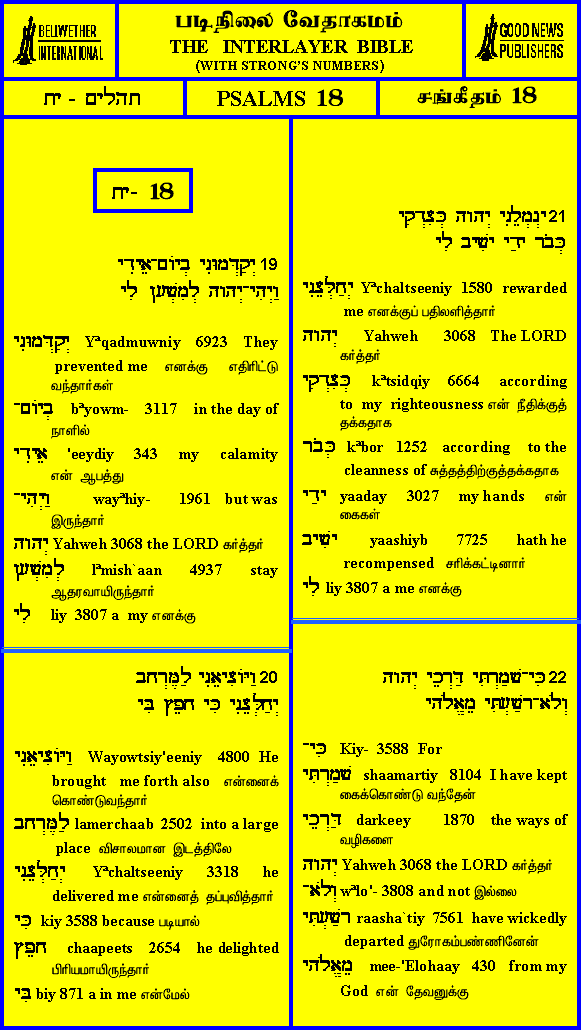 BELLWETHER
INTERNATIONAL
படிநிலை வேதாகமம்
THE INTERLAYER BIBLE
(WITH STRONG'S NUMBERS)
GOOD NEWS
PUBLISHERS
תהלים - יח
PSALMS 18
சங்கீதம் 18
יח- 18
19 יְקַדְּמוּנִי בְיוֹם־אֵידִי
וַיְהִי־יְהוָה לְמִשְׁעָן לִי
יְקַדְּמוּנִי Yªqadmuwniy 6923 They
prevented me எனக்கு எதிரிட்டு
வந்தார்கள்
בְיוֹם־ bªyowm- 3117 in the day of
நாளில்
אֵידִי 'eeydiy 343 my calamity
என் ஆபத்து
וַיְהִי־ wayªhiy- 1961 but was
இருந்தார்
יְהוָה Yahweh 3068 the LORD கர்த்தர்
לְמִשְׁעָן lªmish`aan 4937 stay
ஆதரவாயிருந்தார்
לִי liy 3807 a my எனக்கு
20 וַיּוֹצִיאֵנִי לַמֶּרְחָב
יְחַלְּצֵנִי כִּי חָפֵץ בִּי
וַיּוֹצִיאֵנִי Wayowtsiy'eeniy 4800 He
brought me forth also என்னைக்
கொண்டுவந்தார்
לַמֶּרְחָב lamerchaab 2502 into a large
place விசாலமான இடத்திலே
יְחַלְּצֵנִי Yªchaltseeniy 3318 he
delivered me என்னைத் தப்புவித்தார்
כִּי kiy 3588 because படியால்
חָפֵץ chaapeets 2654 he delighted
பிரியமாயிருந்தார்
בִּי biy 871 a in me என்மேல்
21 יִגְמְלֵנִי יְהוָה כְּצִדְקִי
כְּבֹר יָדַי יָשִׁיב לִי
יְחַלְּצֵנִי Yªchaltseeniy 1580 rewarded
me எனக்குப் பதிலளித்தார்
יְהוָה Yahweh 3068 The LORD
கர்த்தர்
כְּצִדְקִי kªtsidqiy 6664 according
to my righteousness என் நீதிக்குத்
தக்கதாக
כְּבֹר kªbor 1252 according to the
cleanness of சுத்தத்திற்குத்தக்கதாக
יָדַי yaaday 3027 my hands என்
கைகள்
יָשִׁיב yaashiyb 7725 hath he
recompensed சரிக்கட்டினார்
לִי liy 3807 a me எனக்கு
22 כִּי־שָׁמַרְתִּי דַּרְכֵי יְהוָה
וְלֹא־רָשַׁעְתִּי מֵאֱלֹהָי
כִּי־ Kiy- 3588 For
שָׁמַרְתִּי shaamartiy 8104 I have kept
கைக்கொண்டு வந்தேன்
דַּרְכֵי darkeey 1870 the ways of
வழிகளை
יְהוָה Yahweh 3068 the LORD கர்த்தர்
וְלֹא־ wªlo'- 3808 and not இல்லை
רָשַׁעְתִּי raasha`tiy 7561 have wickedly
departed துரோகம்பண்ணினேன்
מֵאֱלֹהָי mee-'Elohaay 430 from my
God என் தேவனுக்கு